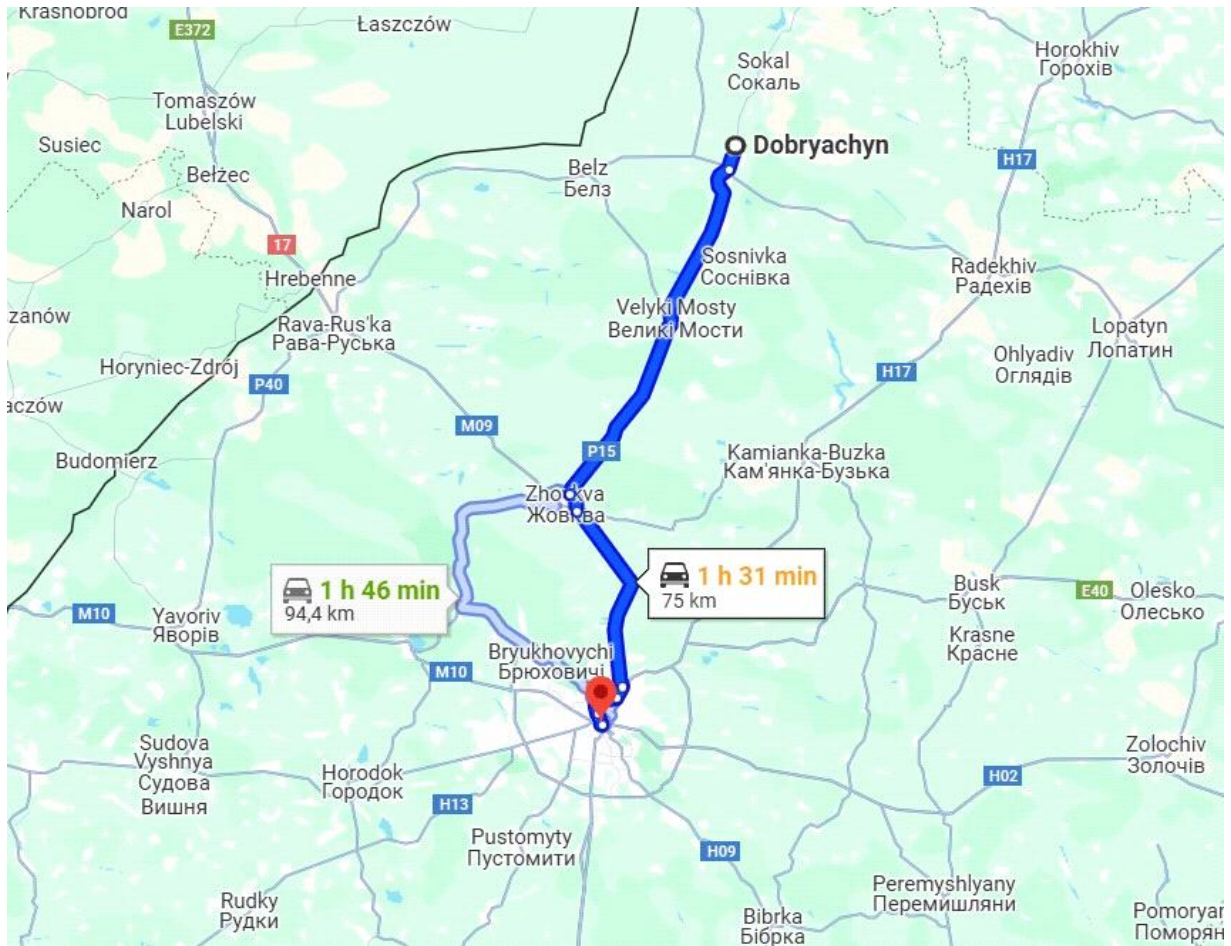 Krasnobród
E372
Łaszczów
Horokhiv
Горохів
Sokal
Сокаль
Tomaszów
Lubelski
Susiec
H17
Dobryachyn
Bełżec
Belz
Белз
Narol
17
Hrebenne
Sosnivka
Соснівка
Radekhiv
Радехів
zanów
Rava-Rus'ka
Рава-Руська
Velyki Mosty
Великі Мости
Lopatyn
Лопатин
Horyniec-Zdrój
P40
H17
Ohlyadiv
Оглядів
aczów
M09
P15
Budomierz
Kamianka-Buzka
Кам'янка-Бузька
Zhovkva
Жовква
1 h 46 min
94,4 km
1 h 31 min
75 km
M10
Yavoriv
Яворів
Busk
Буськ
E40
Olesko
Олесько
Krasne
Красне
Bryukhovychi
Брюховичі
M10
Sudova
Vyshnya
Судова
Вишня
Horodok
Городок
H13
Zolochiv
Золочів
H02
Pustomyty
Пустомити
H09
Rudky
Рудки
Peremyshlyany
Перемишляни
Bibrka
Бібрка
Pomoryan
Поморян